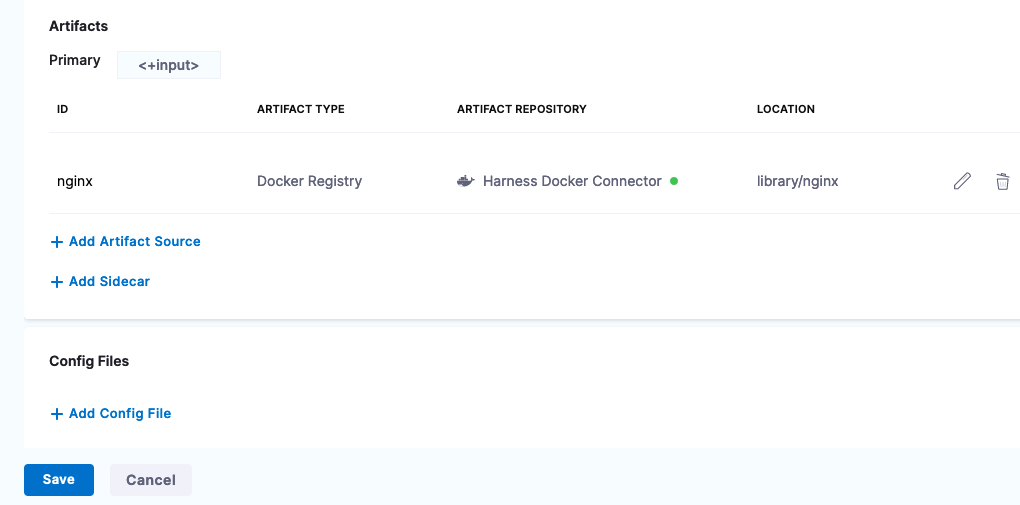 Artifacts
Primary <+input>
ID ARTIFACT TYPE ARTIFACT REPOSITORY LOCATION
nginx Docker Registry Harness Docker Connector library/nginx
+ Add Artifact Source
+ Add Sidecar
Config Files
+ Add Config File
Save Cancel